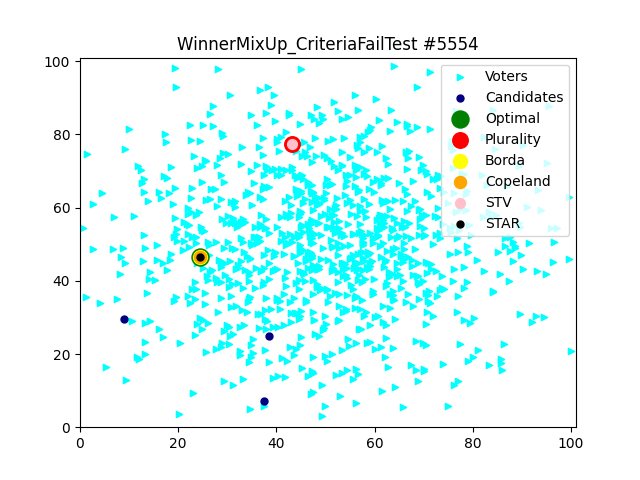 WinnerMixUp_CriteriaFailTest #5554
100
80
60
40
20
0
0 20 40 60 80 100
Voters
Candidates
Optimal
Plurality
Borda
Copeland
STV
STAR